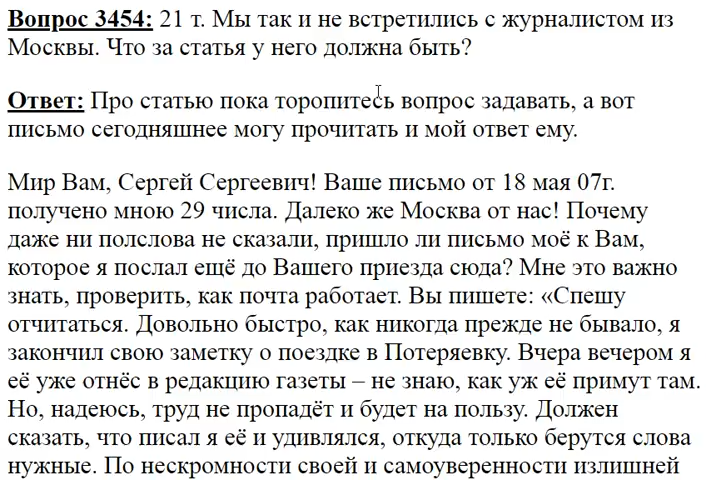 Вопрос 3454: 21 т. Мы так и не встретились с журналистом из
Москвы. Что за статья у него должна быть?
Ответ: Про статью пока торопитесь вопрос задавать, а вот
письмо сегодняшнее могу прочитать и мой ответ ему.
Мир Вам, Сергей Сергеевич! Ваше письмо от 18 мая 07г.
получено мною 29 числа. Далеко же Москва от нас! Почему
даже ни полслова не сказали, пришло ли письмо моё к Вам,
которое я послал ещё до Вашего приезда сюда? Мне это важно
знать, проверить, как почта работает. Вы пишете: «Спешу
отчитаться. Довольно быстро, как никогда прежде не бывало, я
закончил свою заметку о поездке в Потеряевку. Вчера вечером я
её уже отнёс в редакцию газеты – не знаю, как уж её примут там.
Но, надеюсь, труд не пропадёт и будет на пользу. Должен
сказать, что писал я её и удивлялся, откуда только берутся слова
нужные. По нескромности своей и самоуверенности излишней